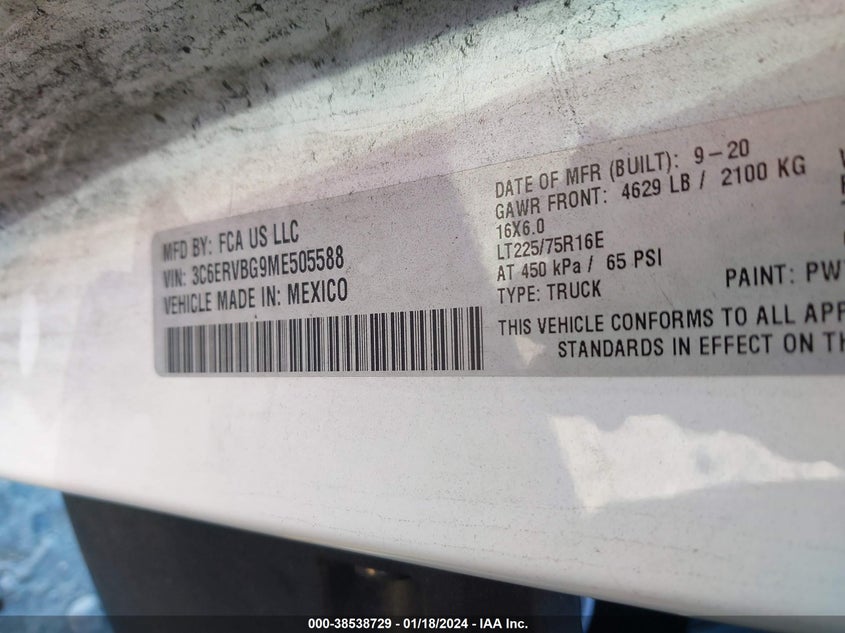 MFD BY: FCA US LLC
VIN: 3C6ERVBG9ME505588
VEHICLE MADE IN: MEXICO
DATE OF MFR (BUILT): 9-20
GAWR FRONT: 4629 LB / 2100 KG
16X6.0
LT225/75R16E
AT 450 kPa / 65 PSI
TYPE: TRUCK
PAINT: PW
THIS VEHICLE CONFORMS TO ALL APP
STANDARDS IN EFFECT ON TH
000-38538729 - 01/18/2024 - IAA Inc.